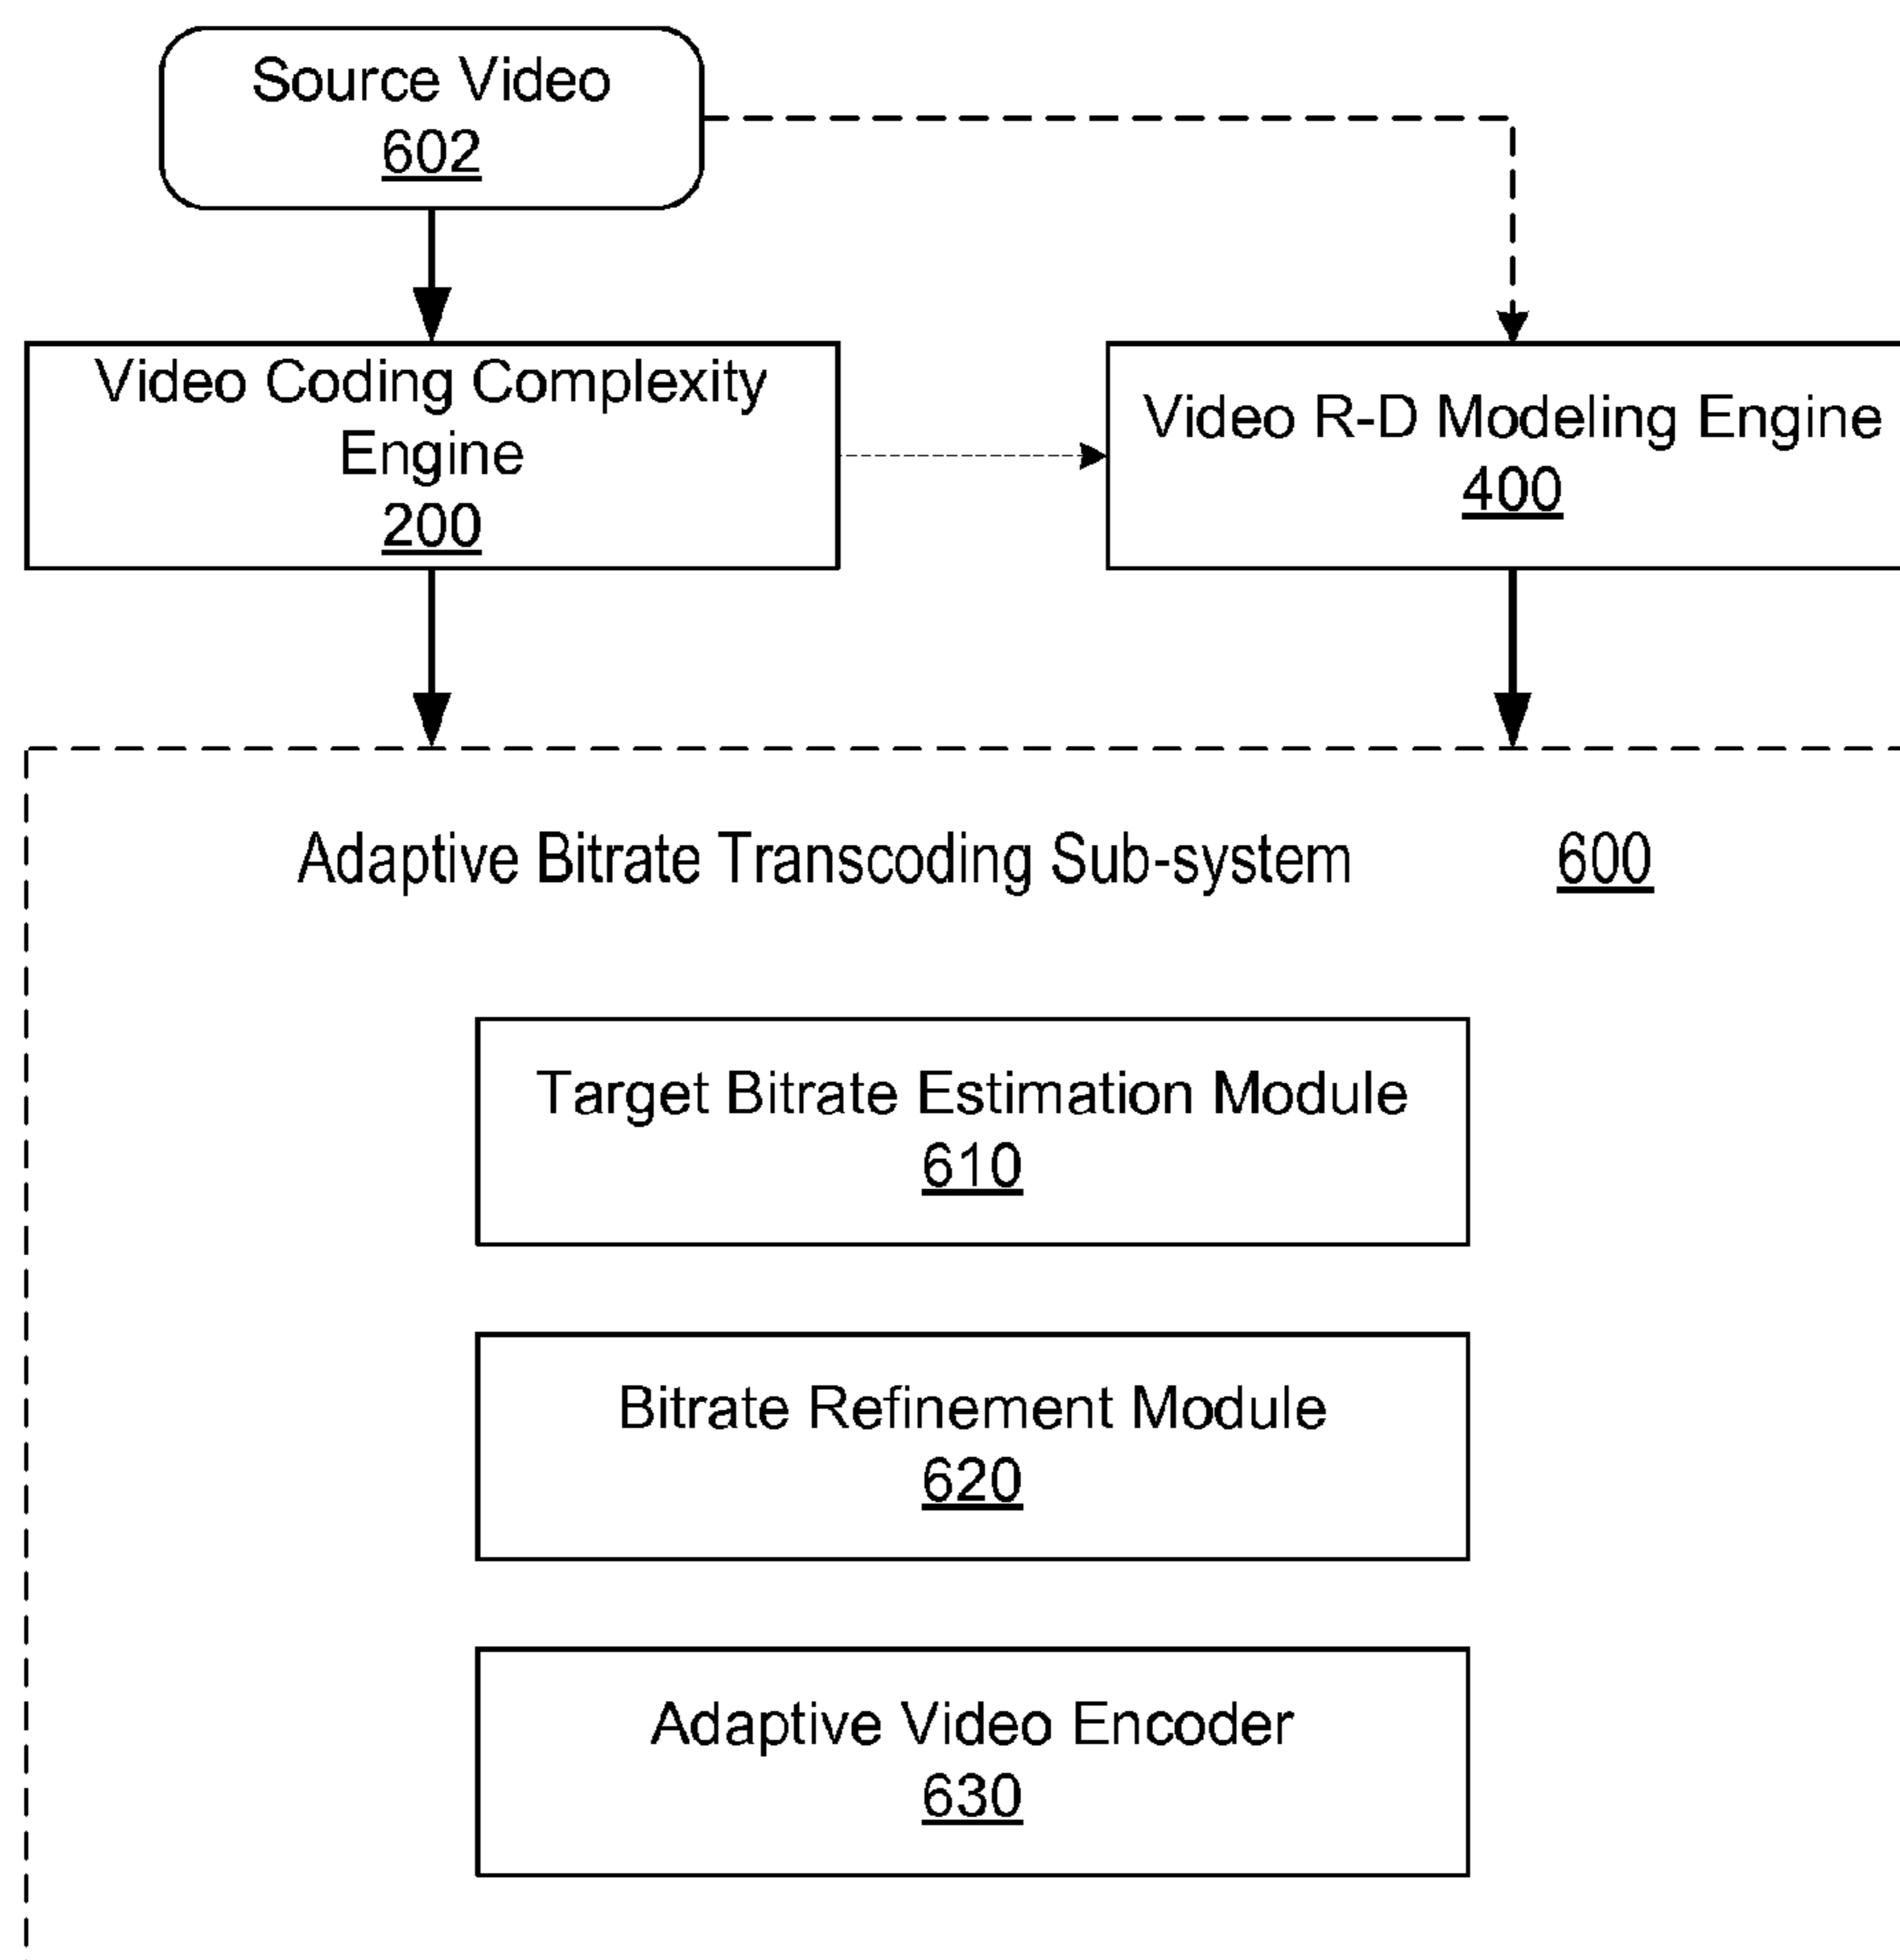 Source Video
602
Video Coding Complexity
Engine
200
Video R-D Modeling Engine
400
Adaptive Bitrate Transcoding Sub-system 600
Target Bitrate Estimation Module
610
Bitrate Refinement Module
620
Adaptive Video Encoder
630